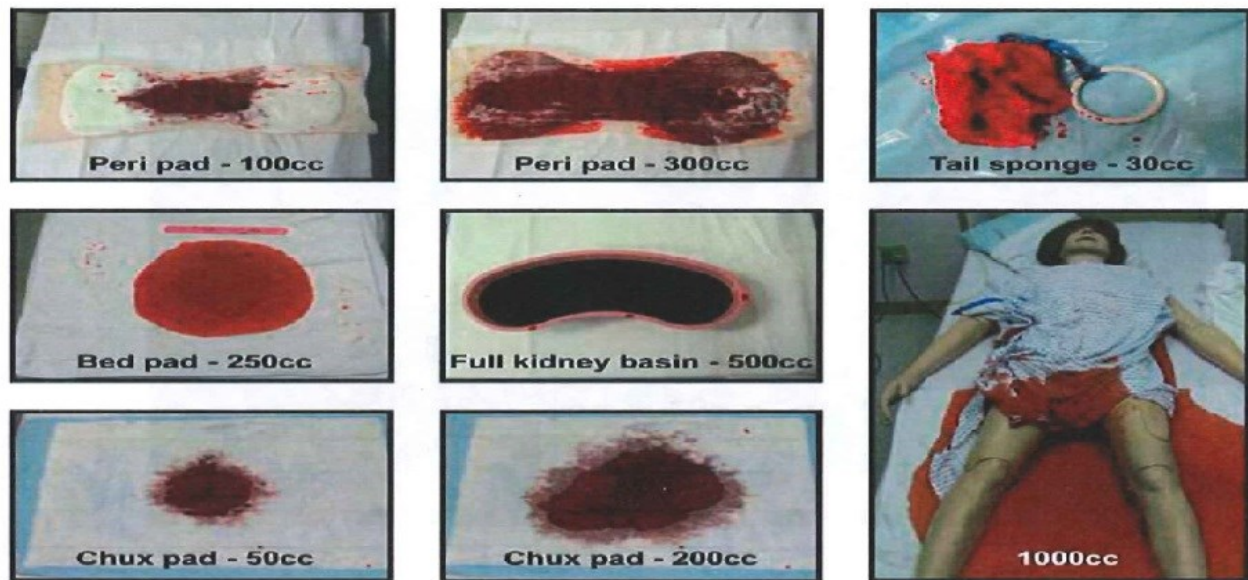 Peri pad - 100cc
Peri pad - 300cc
Tail sponge - 30cc
Bed pad - 250cc
Full kidney basin - 500cc
Chux pad - 50cc
Chux pad - 200cc
1000cc